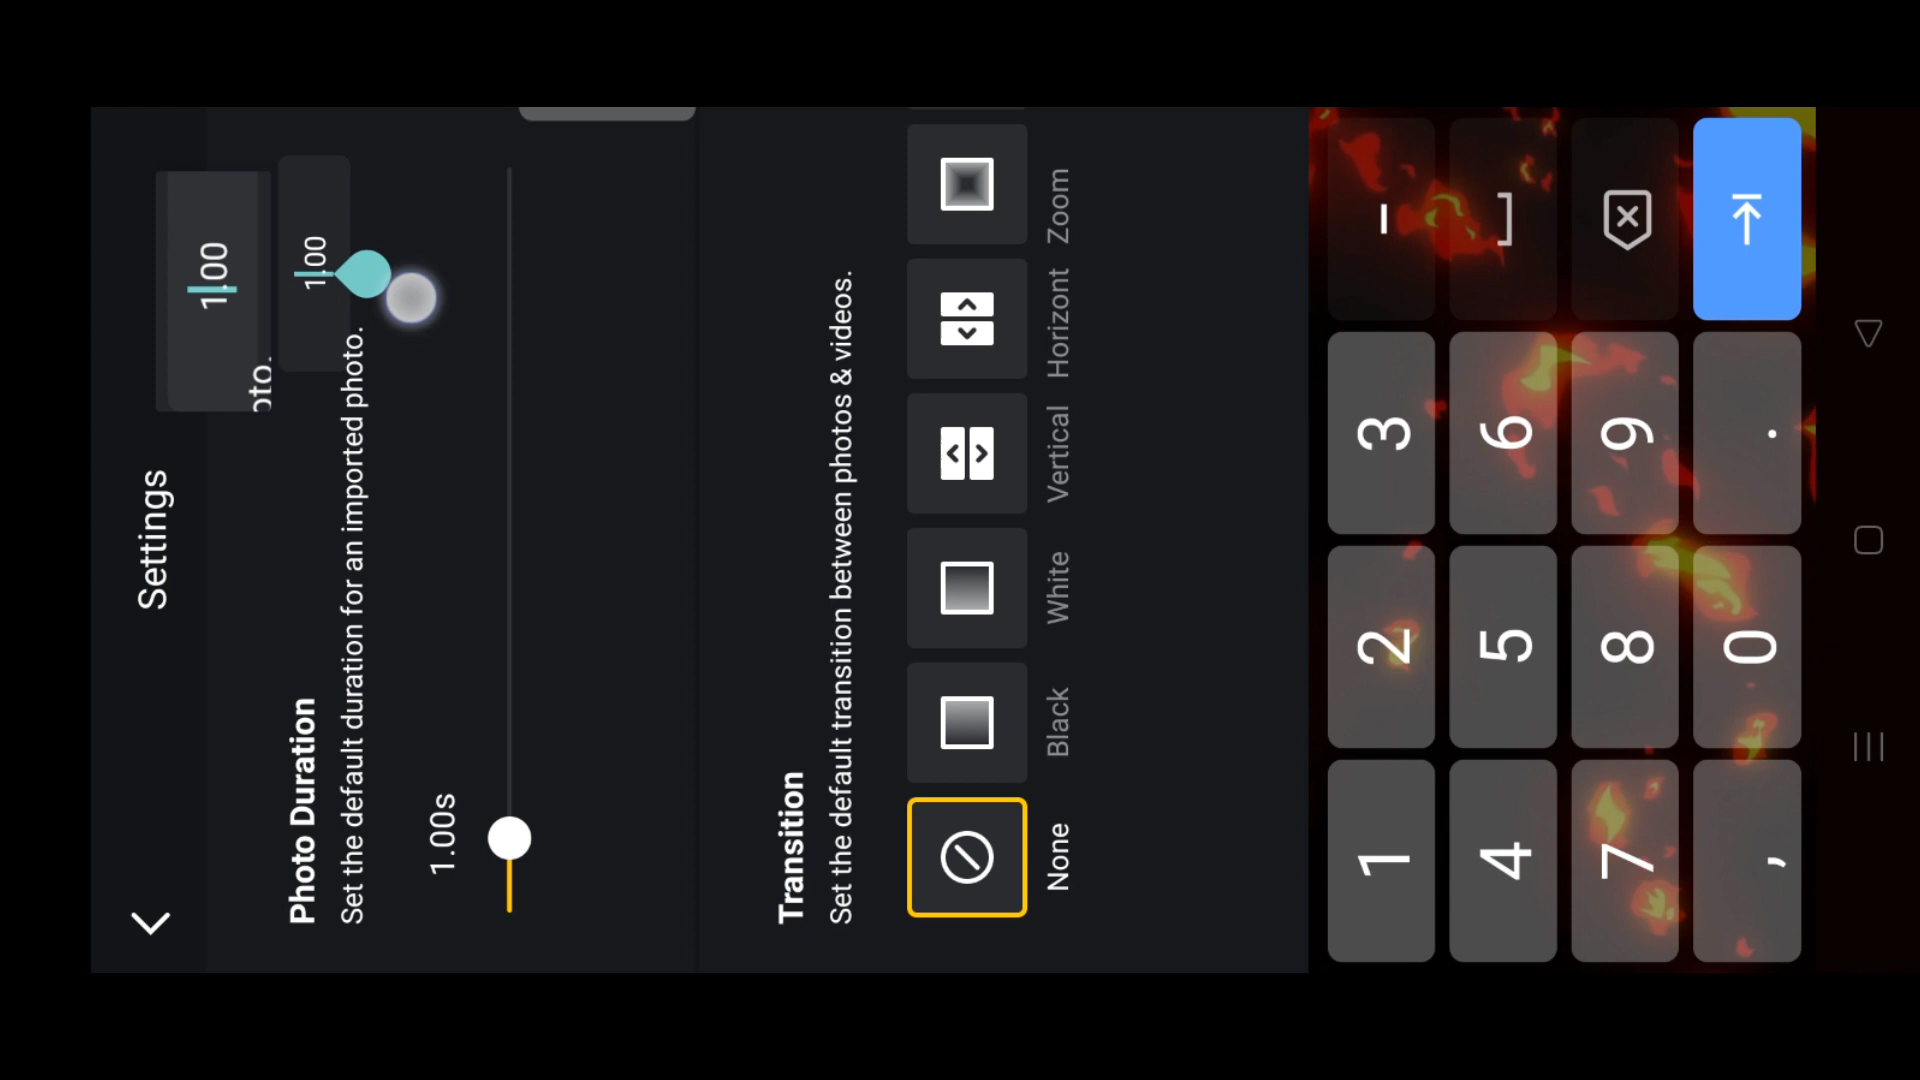 Settings
1.00
oto.
Photo Duration
1.00
Set the default duration for an imported photo.
1.00s
Transition
Set the default transition between photos & videos.
None
Black
White
Vertical
Horizont
Zoom
1 2 3 -
4 5 6
7 8 9
, 0 .